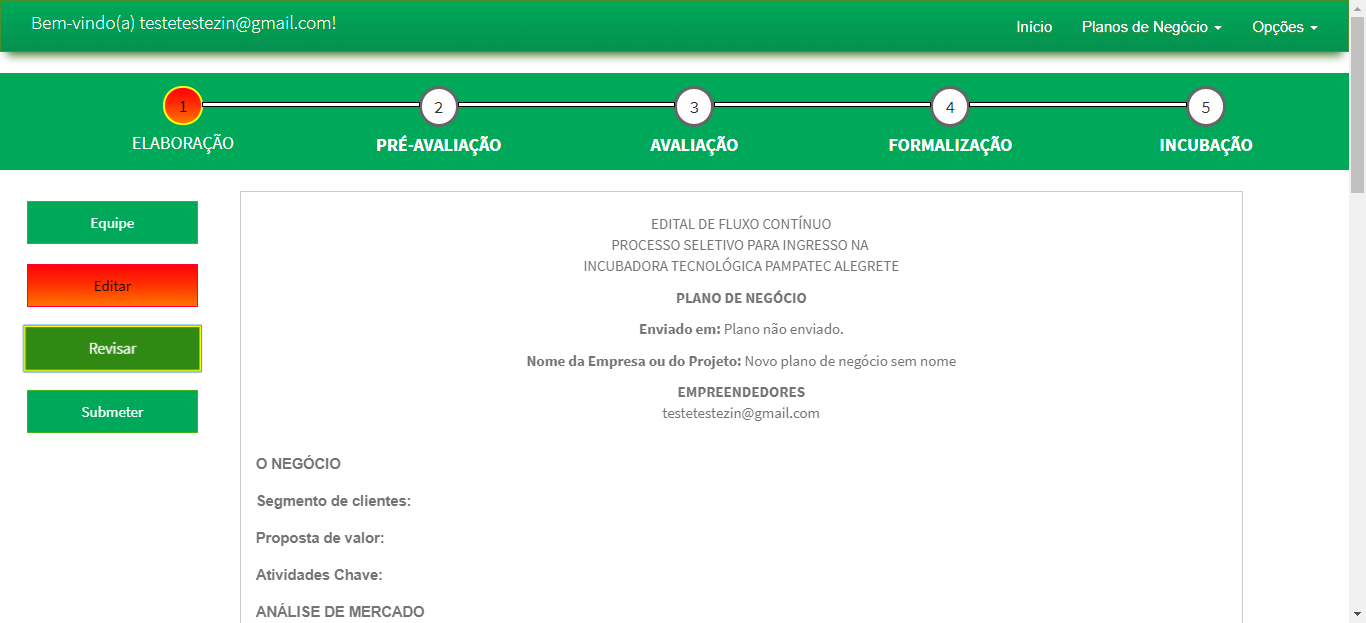 Bem-vindo(a) testetestezin@gmail.com!
Início Planos de Negócio Opções
1 2 3 4 5
ELABORAÇÃO PRÉ-AVALIAÇÃO AVALIAÇÃO FORMALIZAÇÃO INCUBAÇÃO
Equipe
Editar
Revisar
Submeter
EDITAL DE FLUXO CONTÍNUO
PROCESSO SELETIVO PARA INGRESSO NA
INCUBADORA TECNOLÓGICA PAMPATEC ALEGRETE
PLANO DE NEGÓCIO
Enviado em: Plano não enviado.
Nome da Empresa ou do Projeto: Novo plano de negócio sem nome
EMPREENDEDORES
testetestezin@gmail.com
O NEGÓCIO
Segmento de clientes:
Proposta de valor:
Atividades Chave:
ANÁLISE DE MERCADO